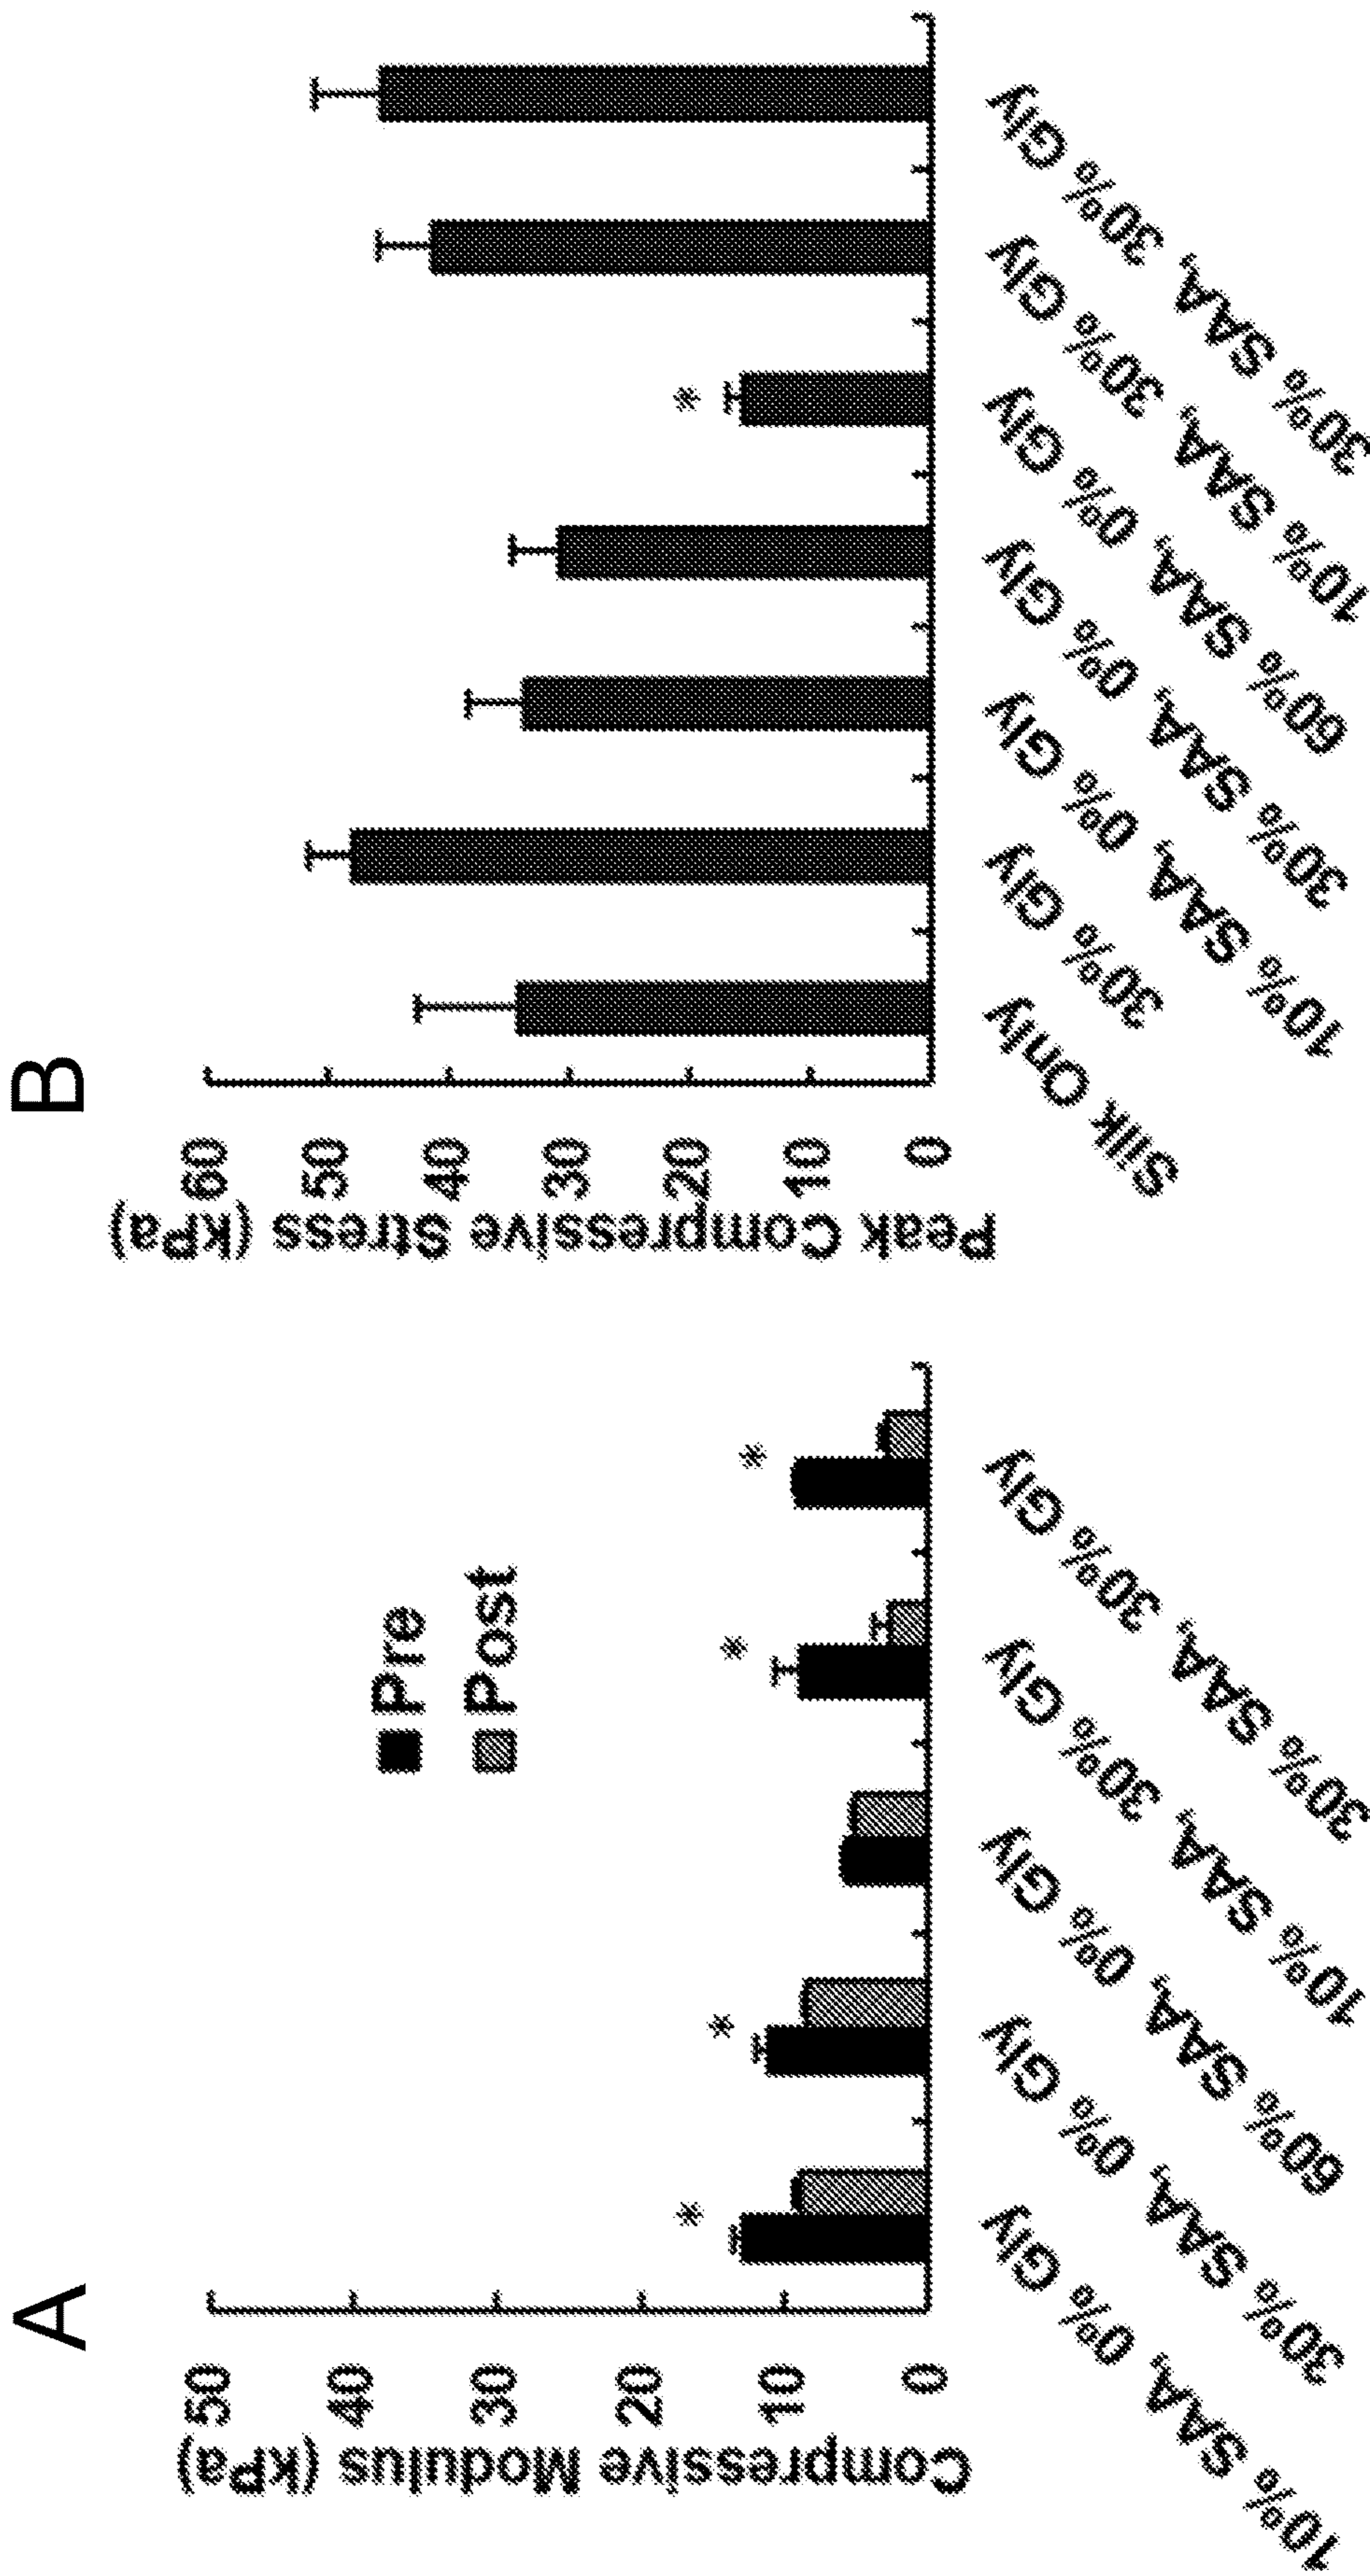 A
Compressive Modulus (kPa)
50
40
30
20
10
0
Pre
Post
*
*
*
*
10% SAA, 0% Gly
30% SAA, 0% Gly
60% SAA, 0% Gly
10% SAA, 30% Gly
30% SAA, 30% Gly
B
Peak Compressive Stress (kPa)
60
50
40
30
20
10
0
*
Silk Only
30% Gly
10% SAA, 0% Gly
30% SAA, 0% Gly
60% SAA, 0% Gly
10% SAA, 30% Gly
30% SAA, 30% Gly